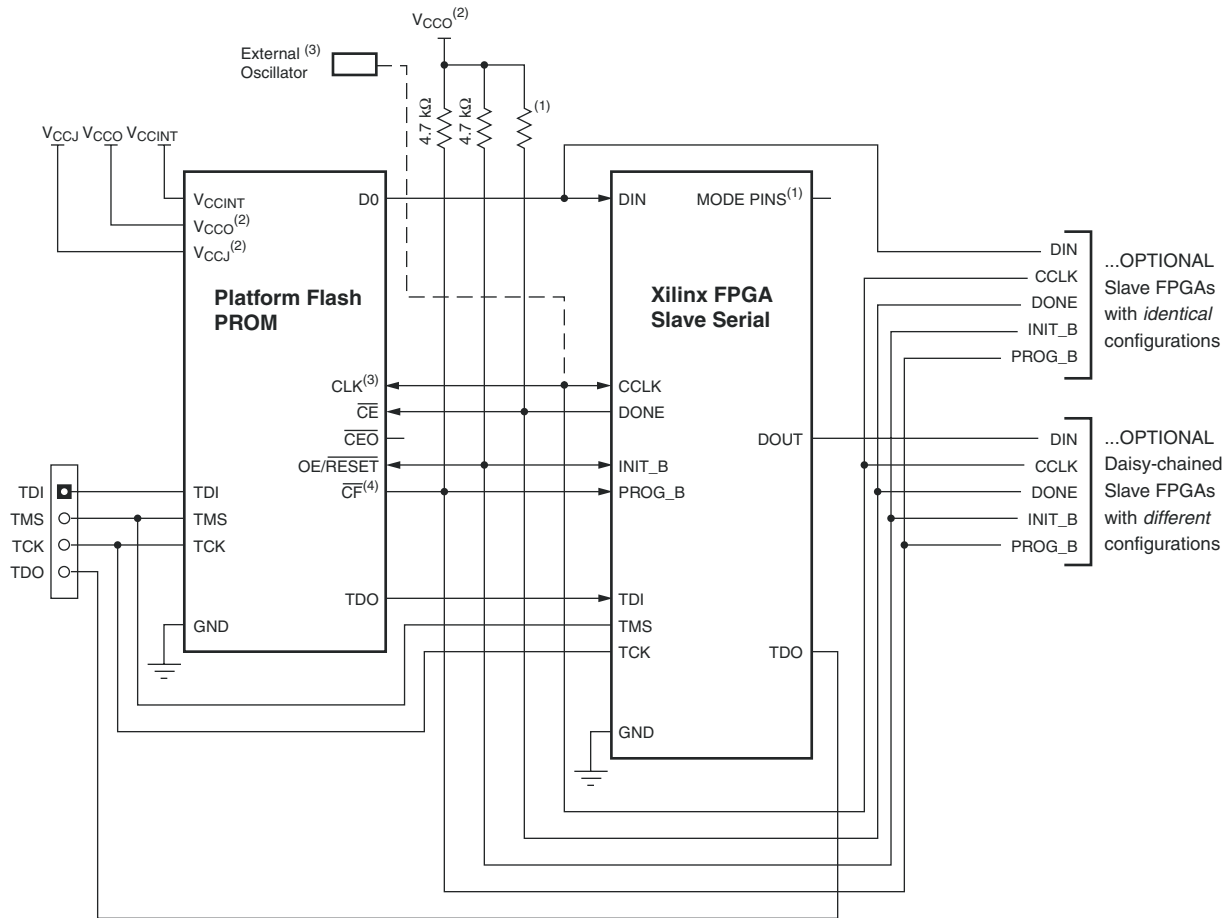 VCCO(2)
External (3)
Oscillator
4.7 kΩ
4.7 kΩ
(1)
VCCJ VCCO VCCINT
VCCINT
VCCO(2)
VCCJ(2)
D0
Platform Flash
PROM
CLK(3)
CE
CEO
OE/RESET
CF(4)
TDI
TMS
TCK
TDO
GND
TDI
TMS
TCK
TDO
DIN
MODE PINS(1)
Xilinx FPGA
Slave Serial
CCLK
DONE
DOUT
INIT_B
PROG_B
TDI
TMS
TCK
TDO
GND
DIN
CCLK
DONE
INIT_B
PROG_B
...OPTIONAL
Slave FPGAs
with identical
configurations
DIN
CCLK
DONE
INIT_B
PROG_B
...OPTIONAL
Daisy-chained
Slave FPGAs
with different
configurations